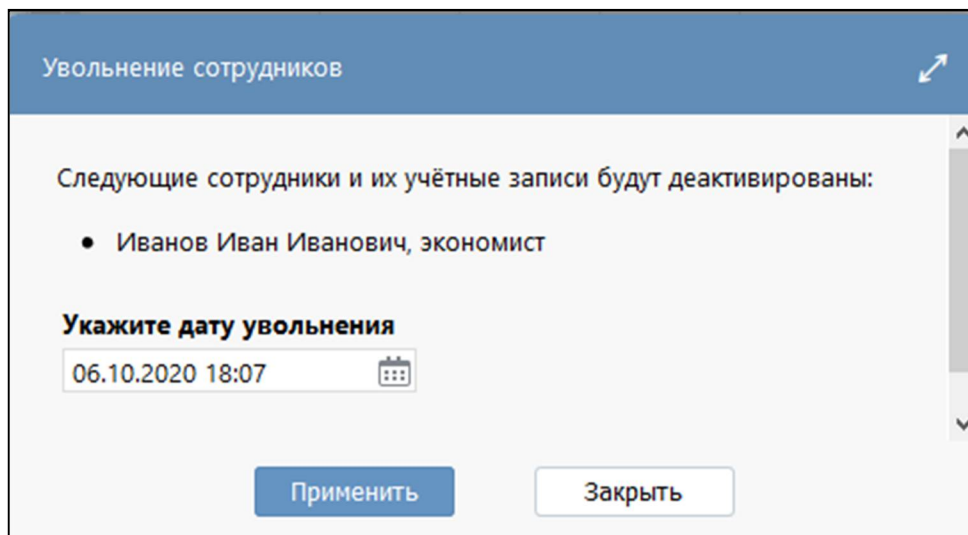 Увольнение сотрудников
Следующие сотрудники и их учётные записи будут деактивированы:
• Иванов Иван Иванович, экономист
Укажите дату увольнения
06.10.2020 18:07
Применить Закрыть